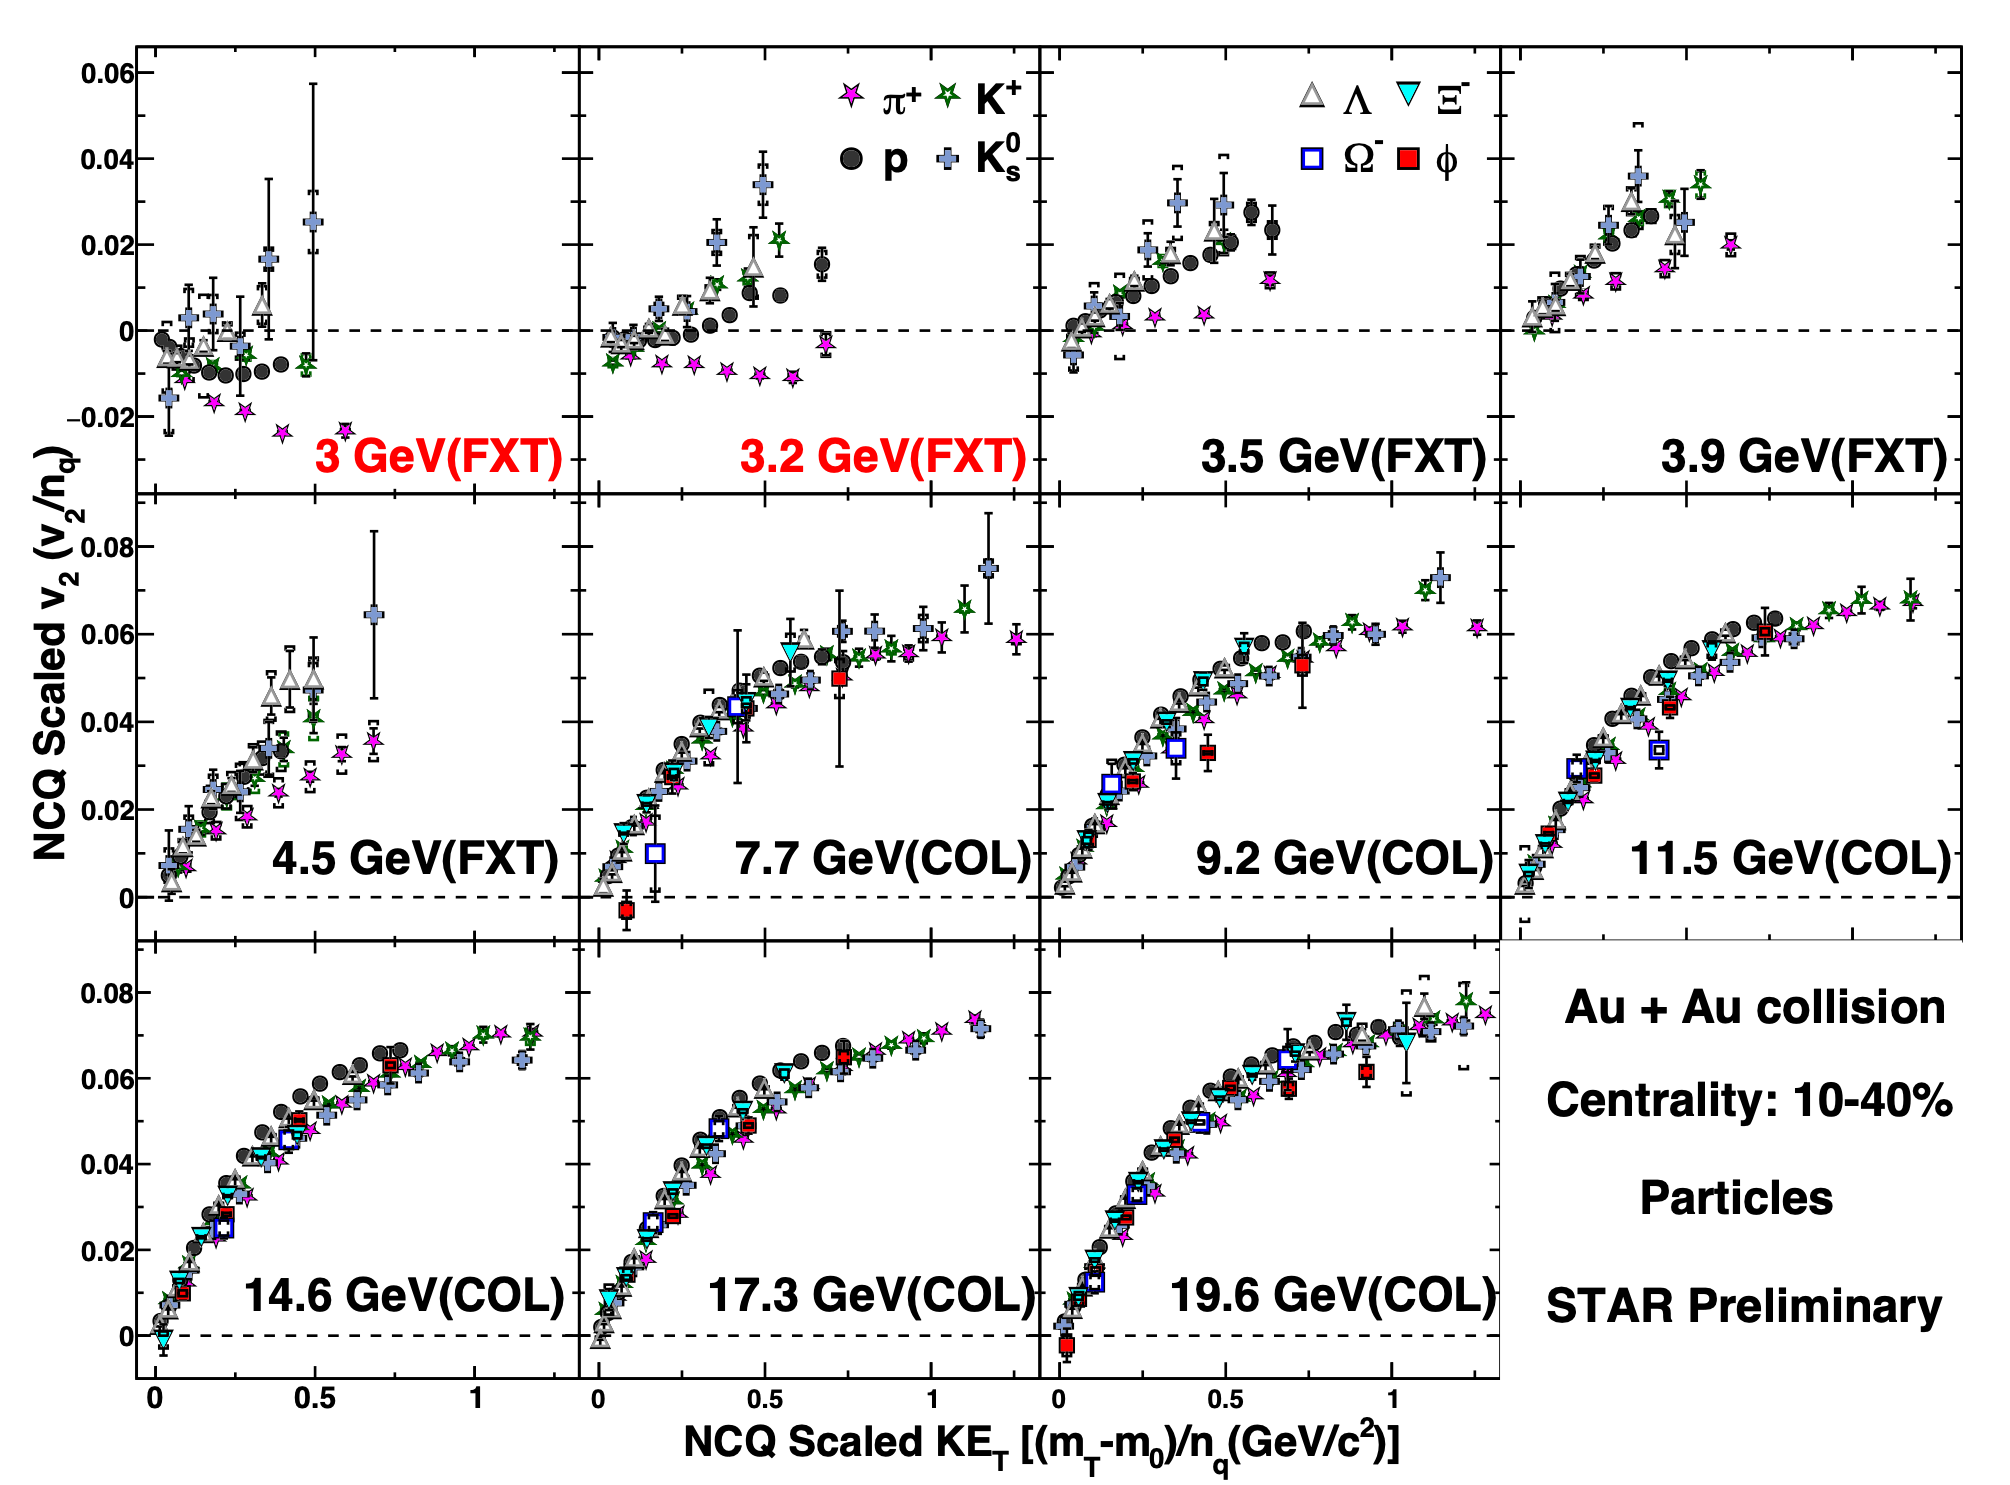 NCQ Scaled v₂ (v₂/n_q)
0.06
0.04
0.02
0
−0.02
π⁺ K⁺
p K⁰ₛ
Λ Ξ⁻
Ω⁻ ϕ
3 GeV(FXT)
3.2 GeV(FXT)
3.5 GeV(FXT)
3.9 GeV(FXT)
0.08
0.06
0.04
0.02
0
4.5 GeV(FXT)
7.7 GeV(COL)
9.2 GeV(COL)
11.5 GeV(COL)
0.08
0.06
0.04
0.02
0
14.6 GeV(COL)
17.3 GeV(COL)
19.6 GeV(COL)
Au + Au collision
Centrality: 10-40%
Particles
STAR Preliminary
0 0.5 1
0 0.5 1
0 0.5 1
NCQ Scaled KE_T [(m_T-m₀)/n_q(GeV/c²)]